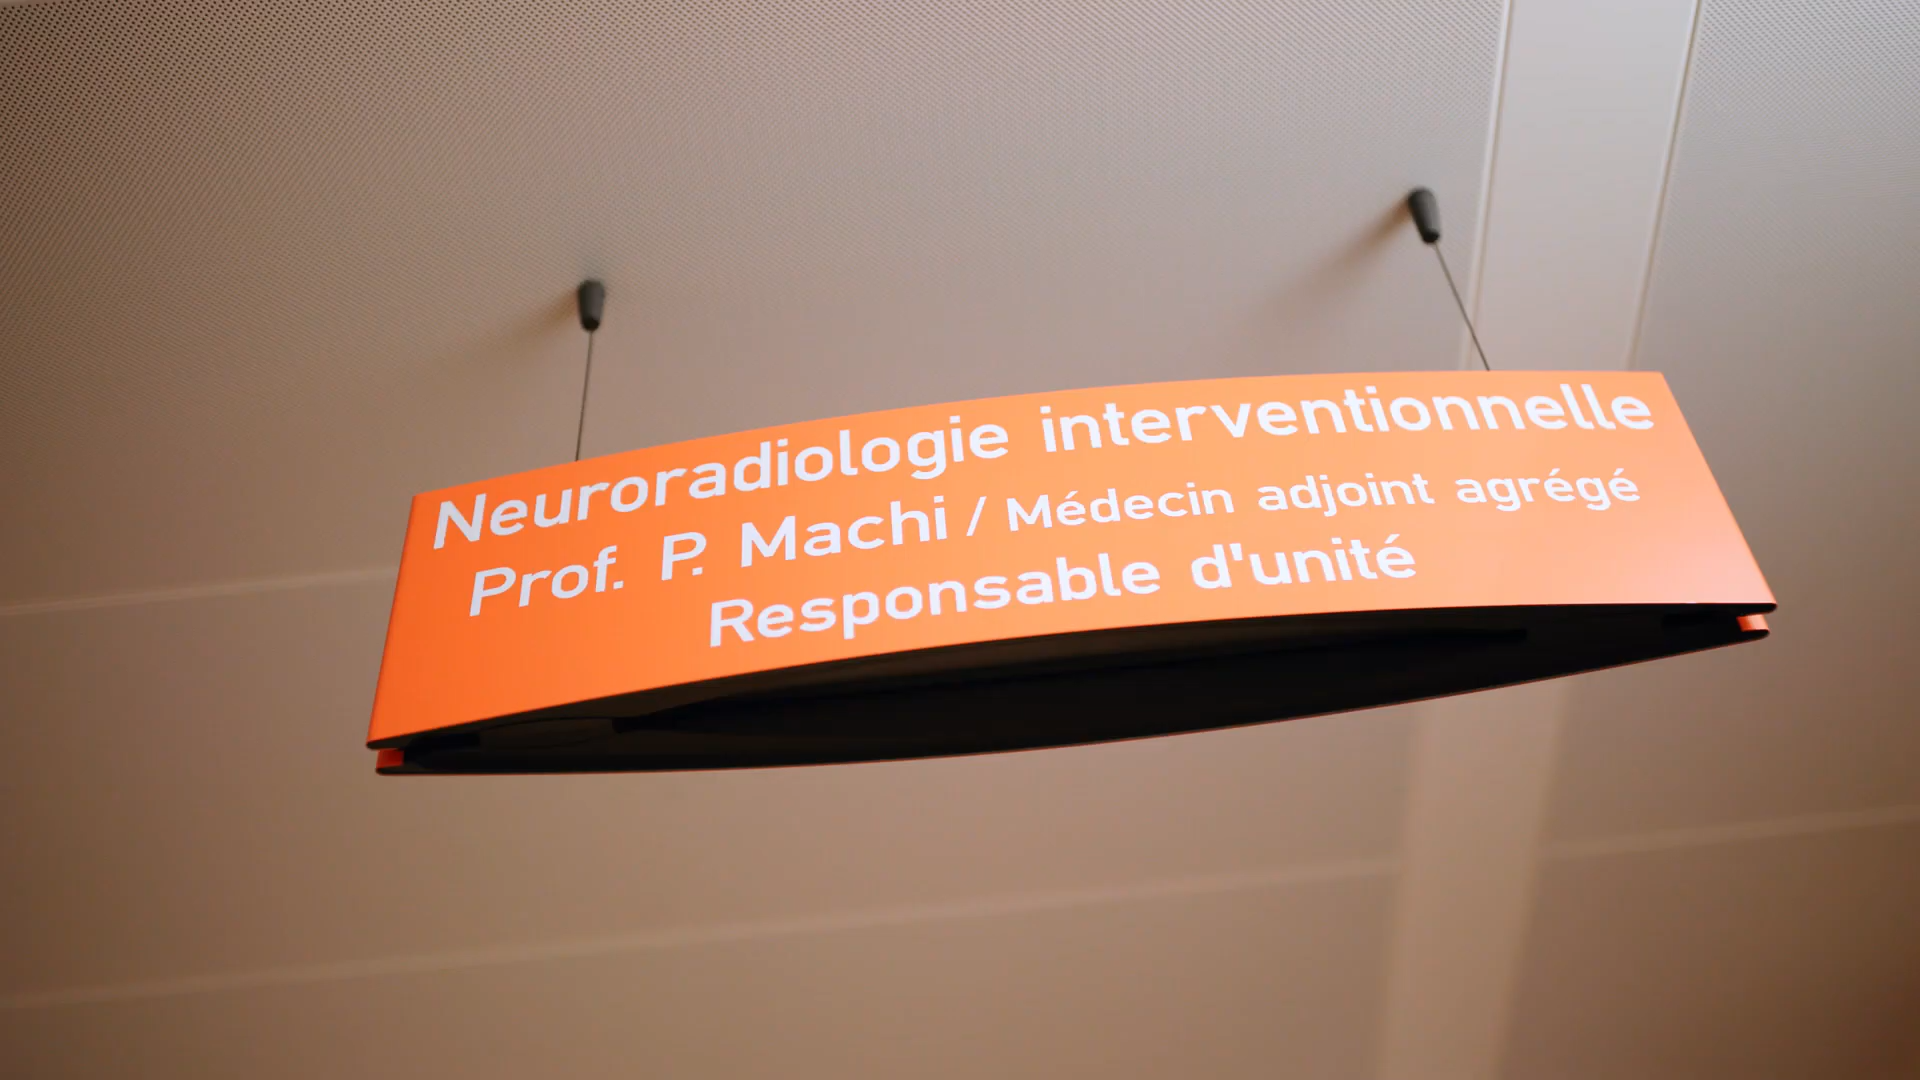 Neuroradiologie interventionnelle
Prof. P. Machi / Médecin adjoint agrégé
Responsable d'unité